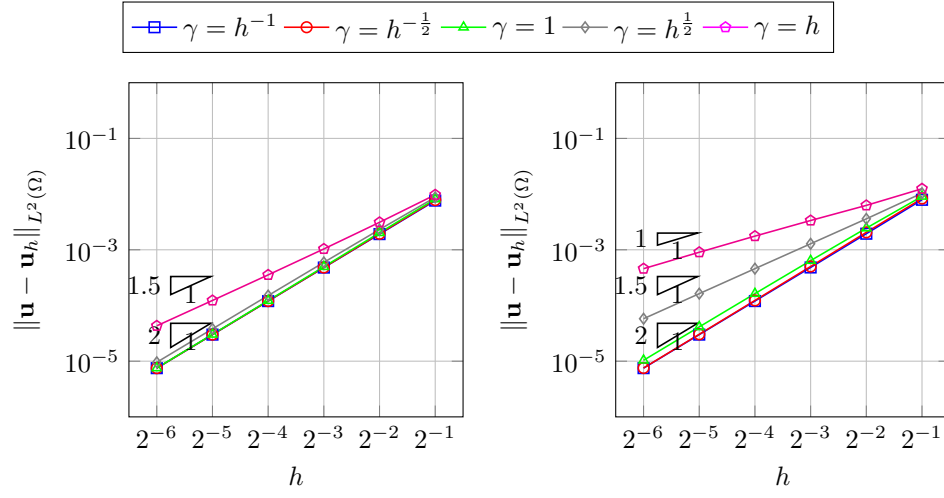 γ = h^{-1} γ = h^{-\frac{1}{2}} γ = 1 γ = h^{\frac{1}{2}} γ = h
10^{-1}
10^{-3}
10^{-5}
‖𝐮 − 𝐮_h‖_{L^2(Ω)}
1.5
1
2
1
2^{-6} 2^{-5} 2^{-4} 2^{-3} 2^{-2} 2^{-1}
h
10^{-1}
10^{-3}
10^{-5}
‖𝐮 − 𝐮_h‖_{L^2(Ω)}
1
1
1.5
1
2
1
2^{-6} 2^{-5} 2^{-4} 2^{-3} 2^{-2} 2^{-1}
h